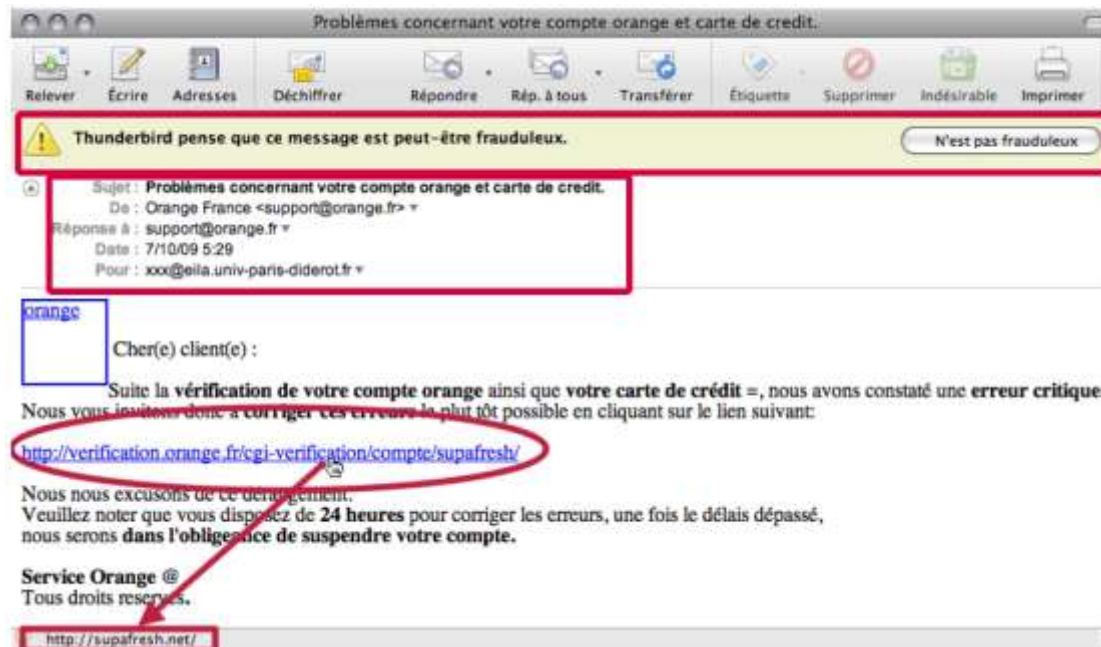 Problèmes concernant votre compte orange et carte de credit.
Relever Écrire Adresses Déchiffrer Répondre Rép. à tous Transférer Étiquette Supprimer Indésirable Imprimer
Thunderbird pense que ce message est peut-être frauduleux. N'est pas frauduleux
Sujet : Problèmes concernant votre compte orange et carte de credit.
De : Orange France <support@orange.fr>
Réponse à : support@orange.fr
Date : 7/10/09 5:29
Pour : xxx@eila.univ-paris-diderot.fr
orange
Cher(e) client(e) :
Suite la vérification de votre compte orange ainsi que votre carte de crédit =, nous avons constaté une erreur critique
Nous vous invitons donc a corriger ces erreurs le plut tôt possible en cliquant sur le lien suivant:
http://verification.orange.fr/cgi-verification/compte/supafresh/
Nous nous excusons de ce dérangement.
Veuillez noter que vous disposez de 24 heures pour corriger les erreurs, une fois le délais dépassé,
nous serons dans l'obligeance de suspendre votre compte.
Service Orange @
Tous droits reservés.
http://supafresh.net/